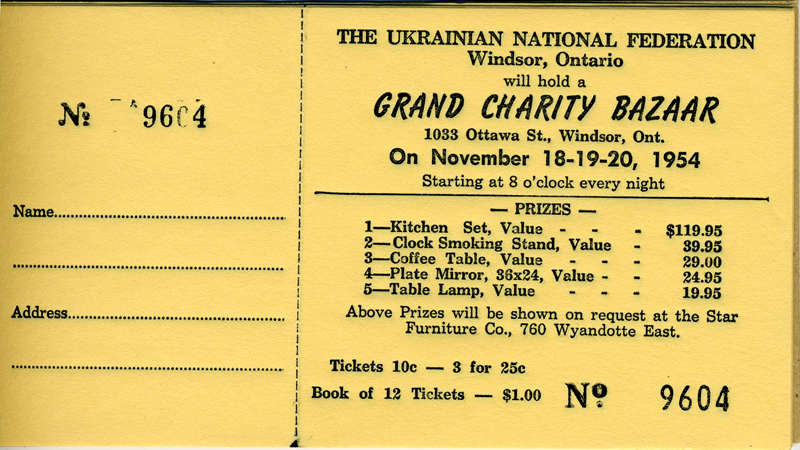 Nº 9604
Name
Address
THE UKRAINIAN NATIONAL FEDERATION
Windsor, Ontario
will hold a
GRAND CHARITY BAZAAR
1033 Ottawa St., Windsor, Ont.
On November 18-19-20, 1954
Starting at 8 o'clock every night
— PRIZES —
1—Kitchen Set, Value - - - $119.95
2—Clock Smoking Stand, Value - 39.95
3—Coffee Table, Value - - - 29.00
4—Plate Mirror, 36x24, Value - - 24.95
5—Table Lamp, Value - - - 19.95
Above Prizes will be shown on request at the Star
Furniture Co., 760 Wyandotte East.
Tickets 10c — 3 for 25c
Book of 12 Tickets — $1.00 Nº 9604